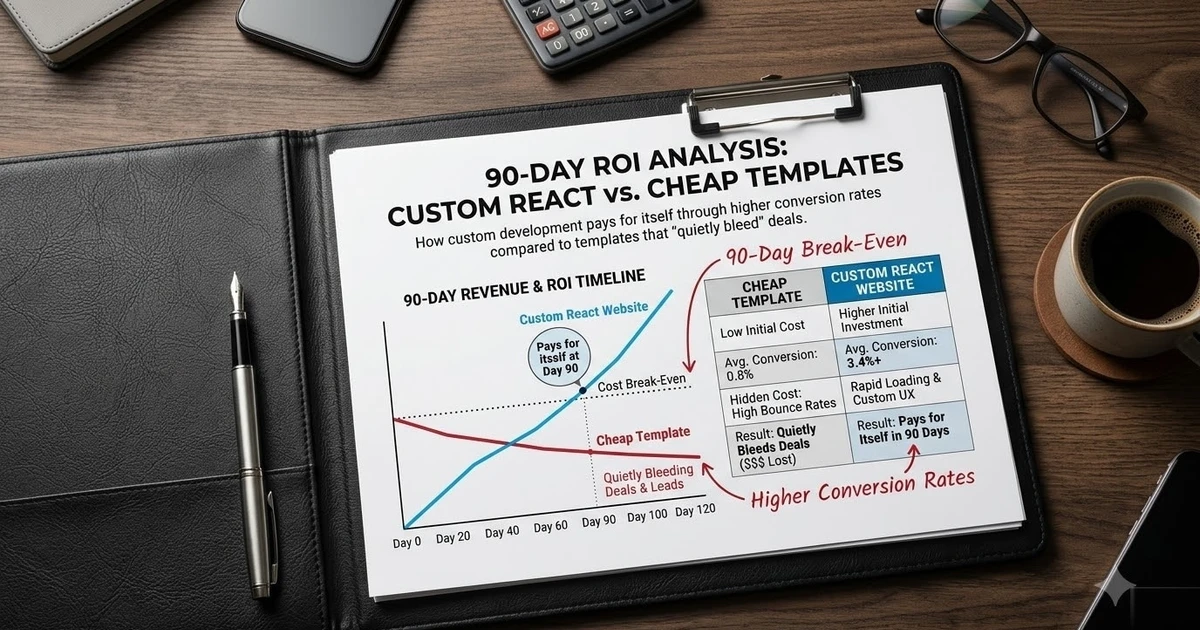 90-DAY ROI ANALYSIS:
CUSTOM REACT vs. CHEAP TEMPLATES
How custom development pays for itself through higher conversion rates
compared to templates that "quietly bleed" deals.
90-DAY REVENUE & ROI TIMELINE
Custom React Website
Pays for
itsslf at
Day 90
Cost Break-Even
Cheap Template
Quietly Bleeding
Deals & Leads
Day 0 Day 20 Day 40 Day 60 Day 90 Day 100 Day 120
90-Day Break-Even
CHEAP
TEMPLATE
CUSTOM REACT
WEBSITE
Low Initial Cost
Higher Initial
Investment
Avg. Conversion:
0.8%
Avg. Conversion:
3.4%+
Hidden Cost:
High Bounce Rates
Rapid Loading &
Custom UX
Result: Quietly
Bleeds Deals
($$$ Lost)
Result: Pays for
Itself in 90 Days
Higher Conversion Rates
AC
0
00
1
2